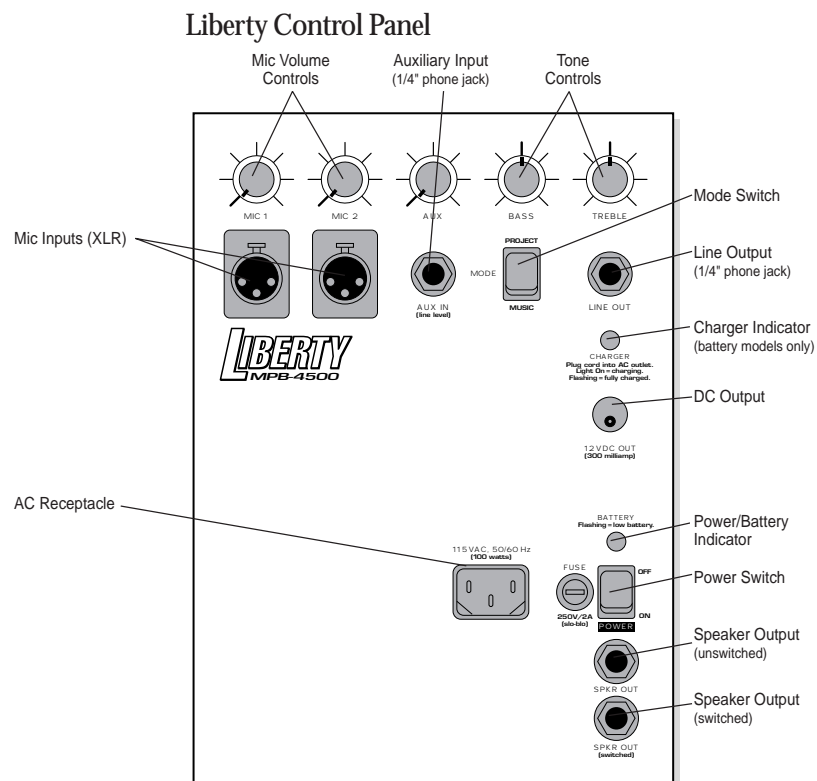 Liberty Control Panel
Mic Volume
Controls
Auxiliary Input
(1/4" phone jack)
Tone
Controls
MIC 1
MIC 2
AUX
BASS
TREBLE
Mode Switch
Mic Inputs (XLR)
PROJECT
MODE
MUSIC
AUX IN
(line level)
LINE OUT
Line Output
(1/4" phone jack)
LIBERTY
MPB-4500
CHARGER
Plug cord into AC outlet.
Light On = charging.
Flashing = fully charged.
Charger Indicator
(battery models only)
DC Output
12 VDC OUT
(300 milliamp)
AC Receptacle
BATTERY
Flashing = low battery.
Power/Battery
Indicator
115 VAC, 50/60 Hz
(100 watts)
FUSE
250V/2A
(slo-blo)
OFF
ON
POWER
Power Switch
SPKR OUT
Speaker Output
(unswitched)
SPKR OUT
(switched)
Speaker Output
(switched)